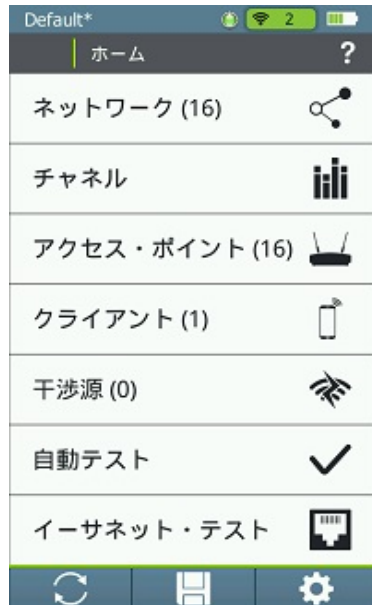 Default*
2
ホーム
?
ネットワーク (16)
チャネル
アクセス・ポイント (16)
クライアント (1)
干渉源 (0)
自動テスト
イーサネット・テスト